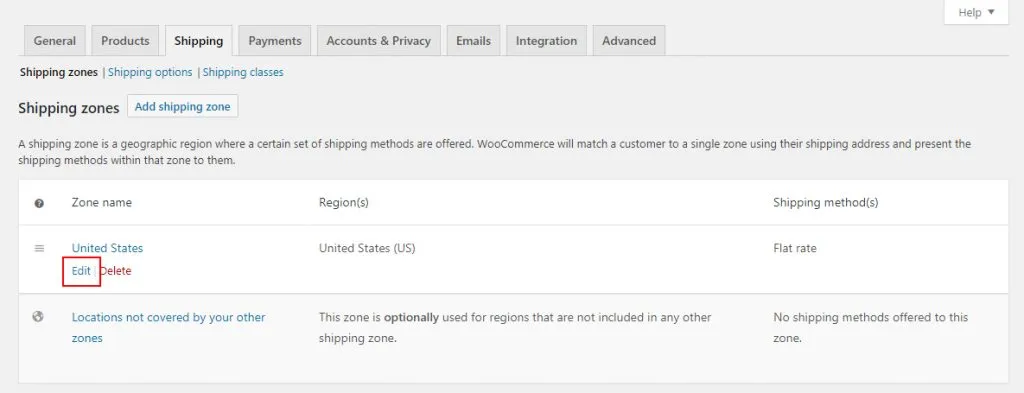 Help ▼
General Products Shipping Payments Accounts & Privacy Emails Integration Advanced
Shipping zones | Shipping options | Shipping classes
Shipping zones Add shipping zone
A shipping zone is a geographic region where a certain set of shipping methods are offered. WooCommerce will match a customer to a single zone using their shipping address and present
the shipping methods within that zone to them.
? Zone name Region(s) Shipping method(s)
United States United States (US) Flat rate
Edit | Delete
Locations not covered by your other This zone is optionally used for regions that are not included in any other No shipping methods offered to this
zones shipping zone. zone.